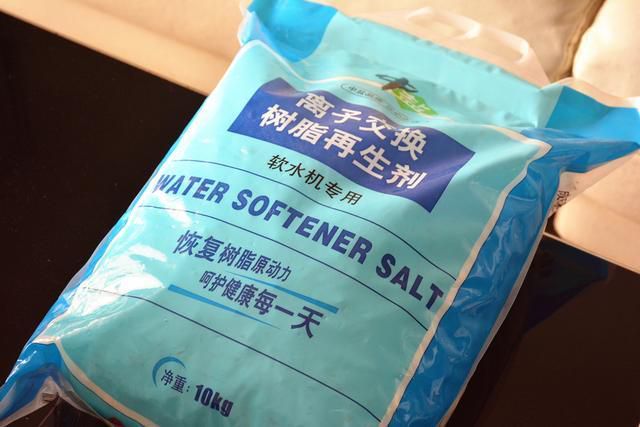 离子交换
树脂再生剂
软水机专用
WATER SOFTENER SALT
恢复树脂原动力
呵护健康每一天
净重：10kg